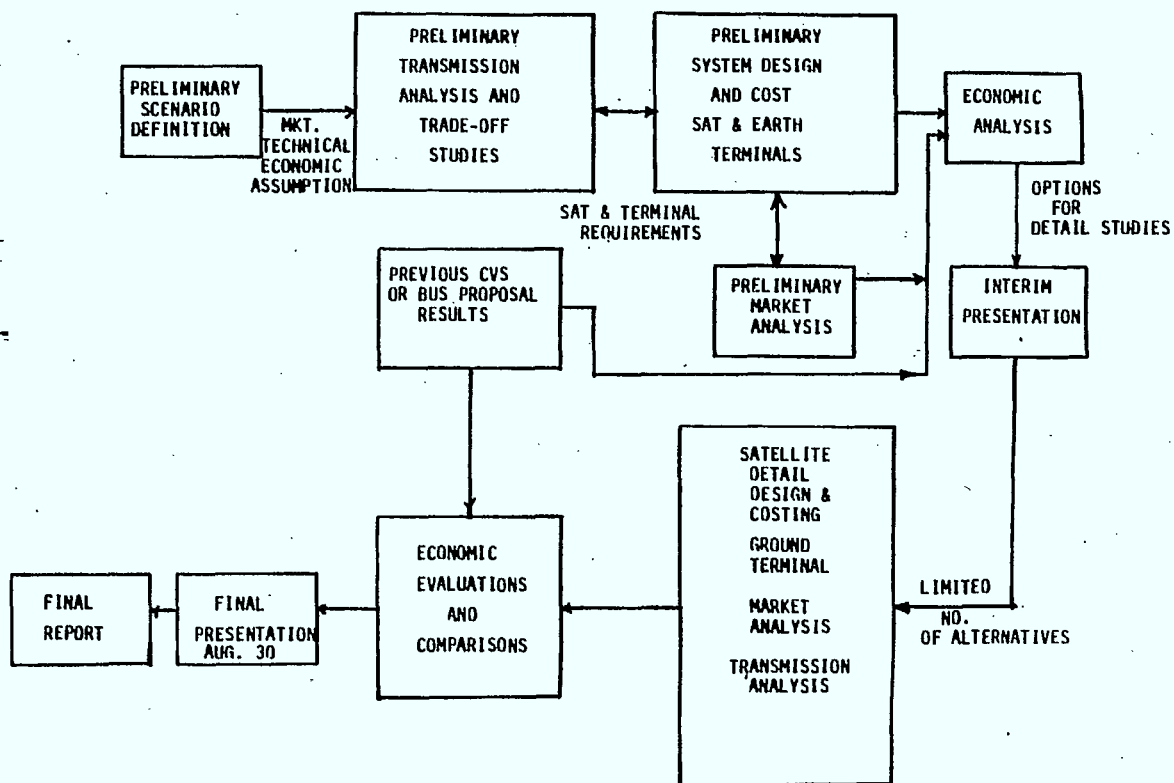 PRELIMINARY
SCENARIO
DEFINITION
MKT.
TECHNICAL
ECONOMIC
ASSUMPTION
PRELIMINARY
TRANSMISSION
ANALYSIS AND
TRADE-OFF
STUDIES
PRELIMINARY
SYSTEM DESIGN
AND COST
SAT & EARTH
TERMINALS
ECONOMIC
ANALYSIS
OPTIONS
FOR
DETAIL STUDIES
SAT & TERMINAL
REQUIREMENTS
PREVIOUS CVS
OR BUS PROPOSAL
RESULTS
PRELIMINARY
MARKET
ANALYSIS
INTERIM
PRESENTATION
SATELLITE
DETAIL
DESIGN &
COSTING
GROUND
TERMINAL
MARKET
ANALYSIS
TRANSMISSION
ANALYSIS
LIMITED
NO.
OF ALTERNATIVES
ECONOMIC
EVALUATIONS
AND
COMPARISONS
FINAL
PRESENTATION
AUG. 30
FINAL
REPORT